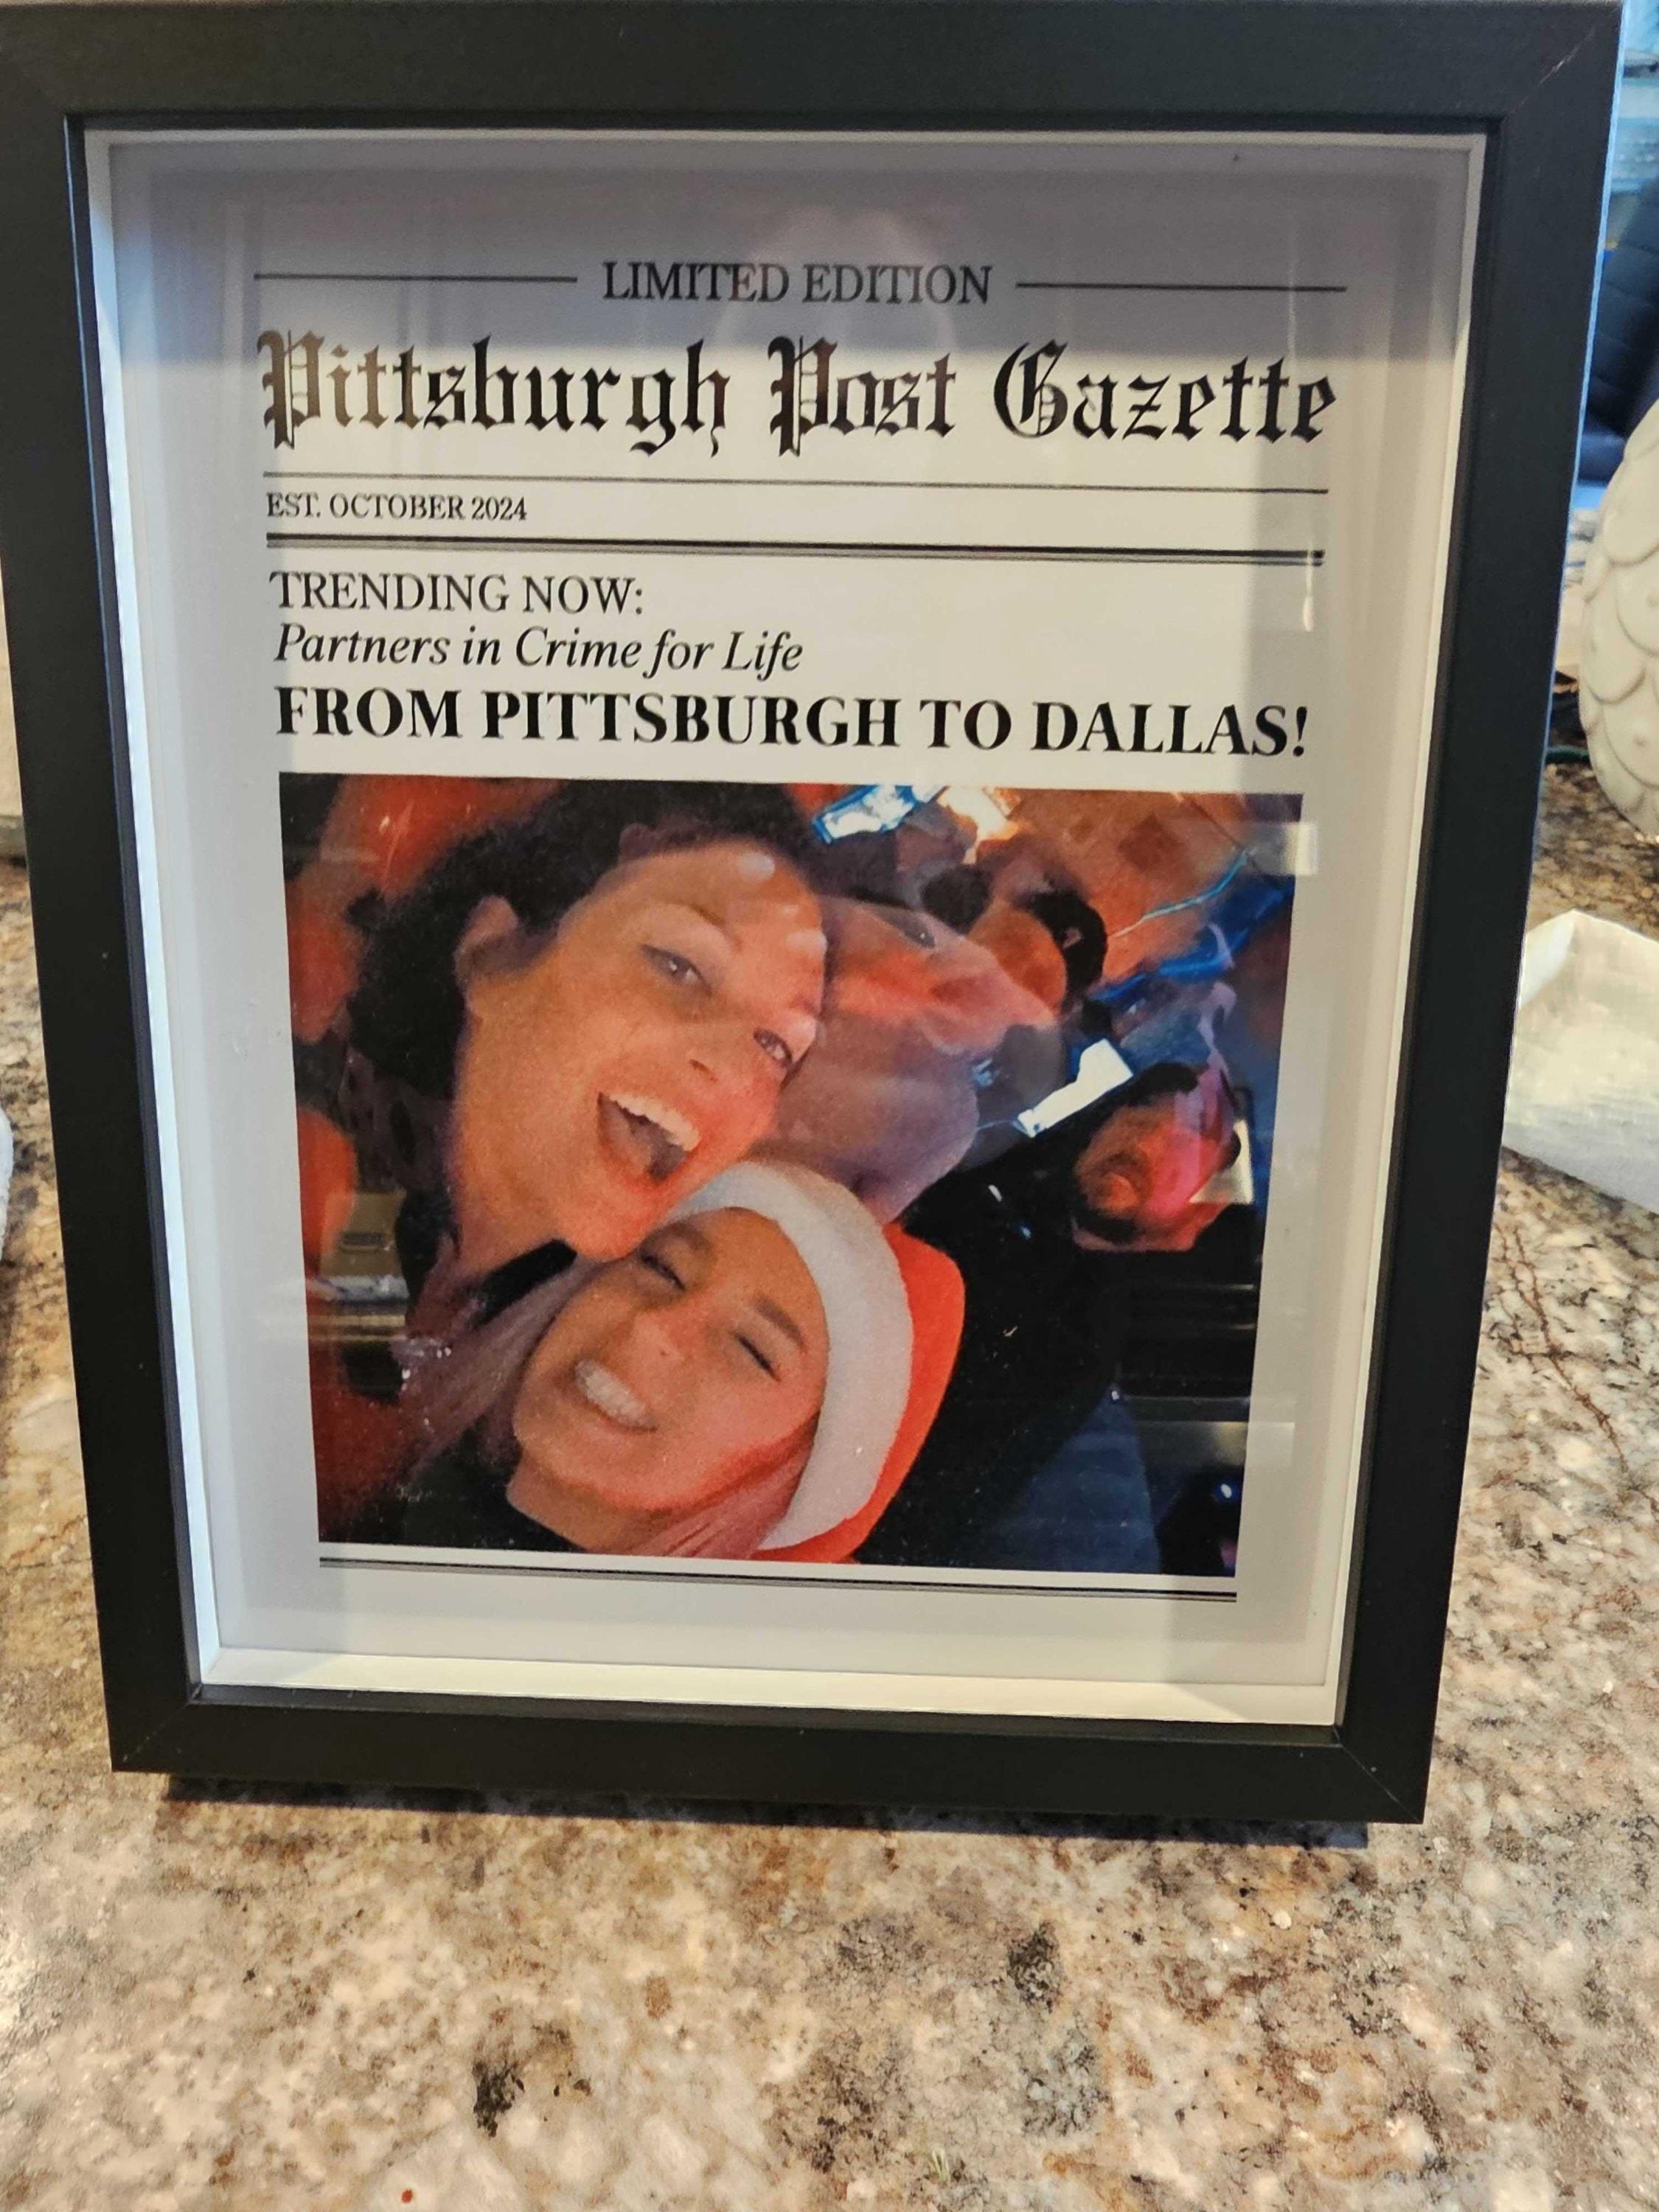 LIMITED EDITION
Pittsburgh Post Gazette
EST. OCTOBER 2024
TRENDING NOW:
Partners in Crime for Life
FROM PITTSBURGH TO DALLAS!